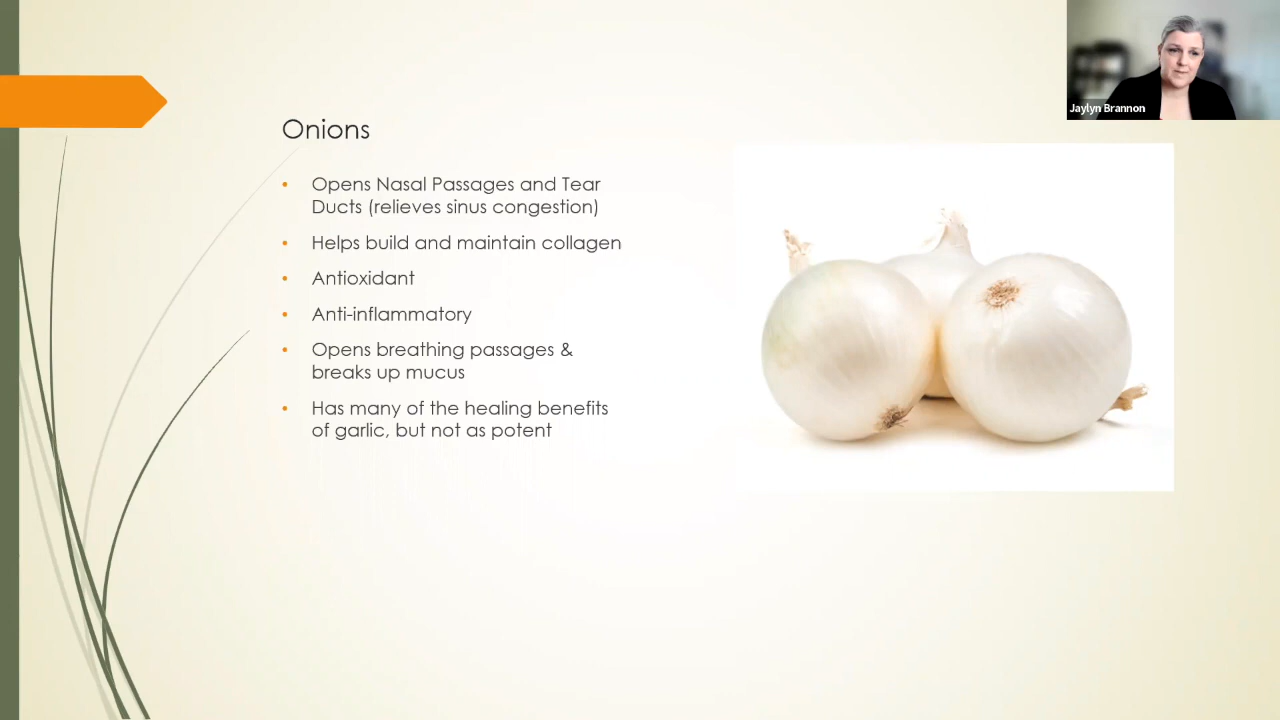 Jaylyn Brannon
Onions
• Opens Nasal Passages and Tear
Ducts (relieves sinus congestion)
• Helps build and maintain collagen
• Antioxidant
• Anti-inflammatory
• Opens breathing passages &
breaks up mucus
• Has many of the healing benefits
of garlic, but not as potent